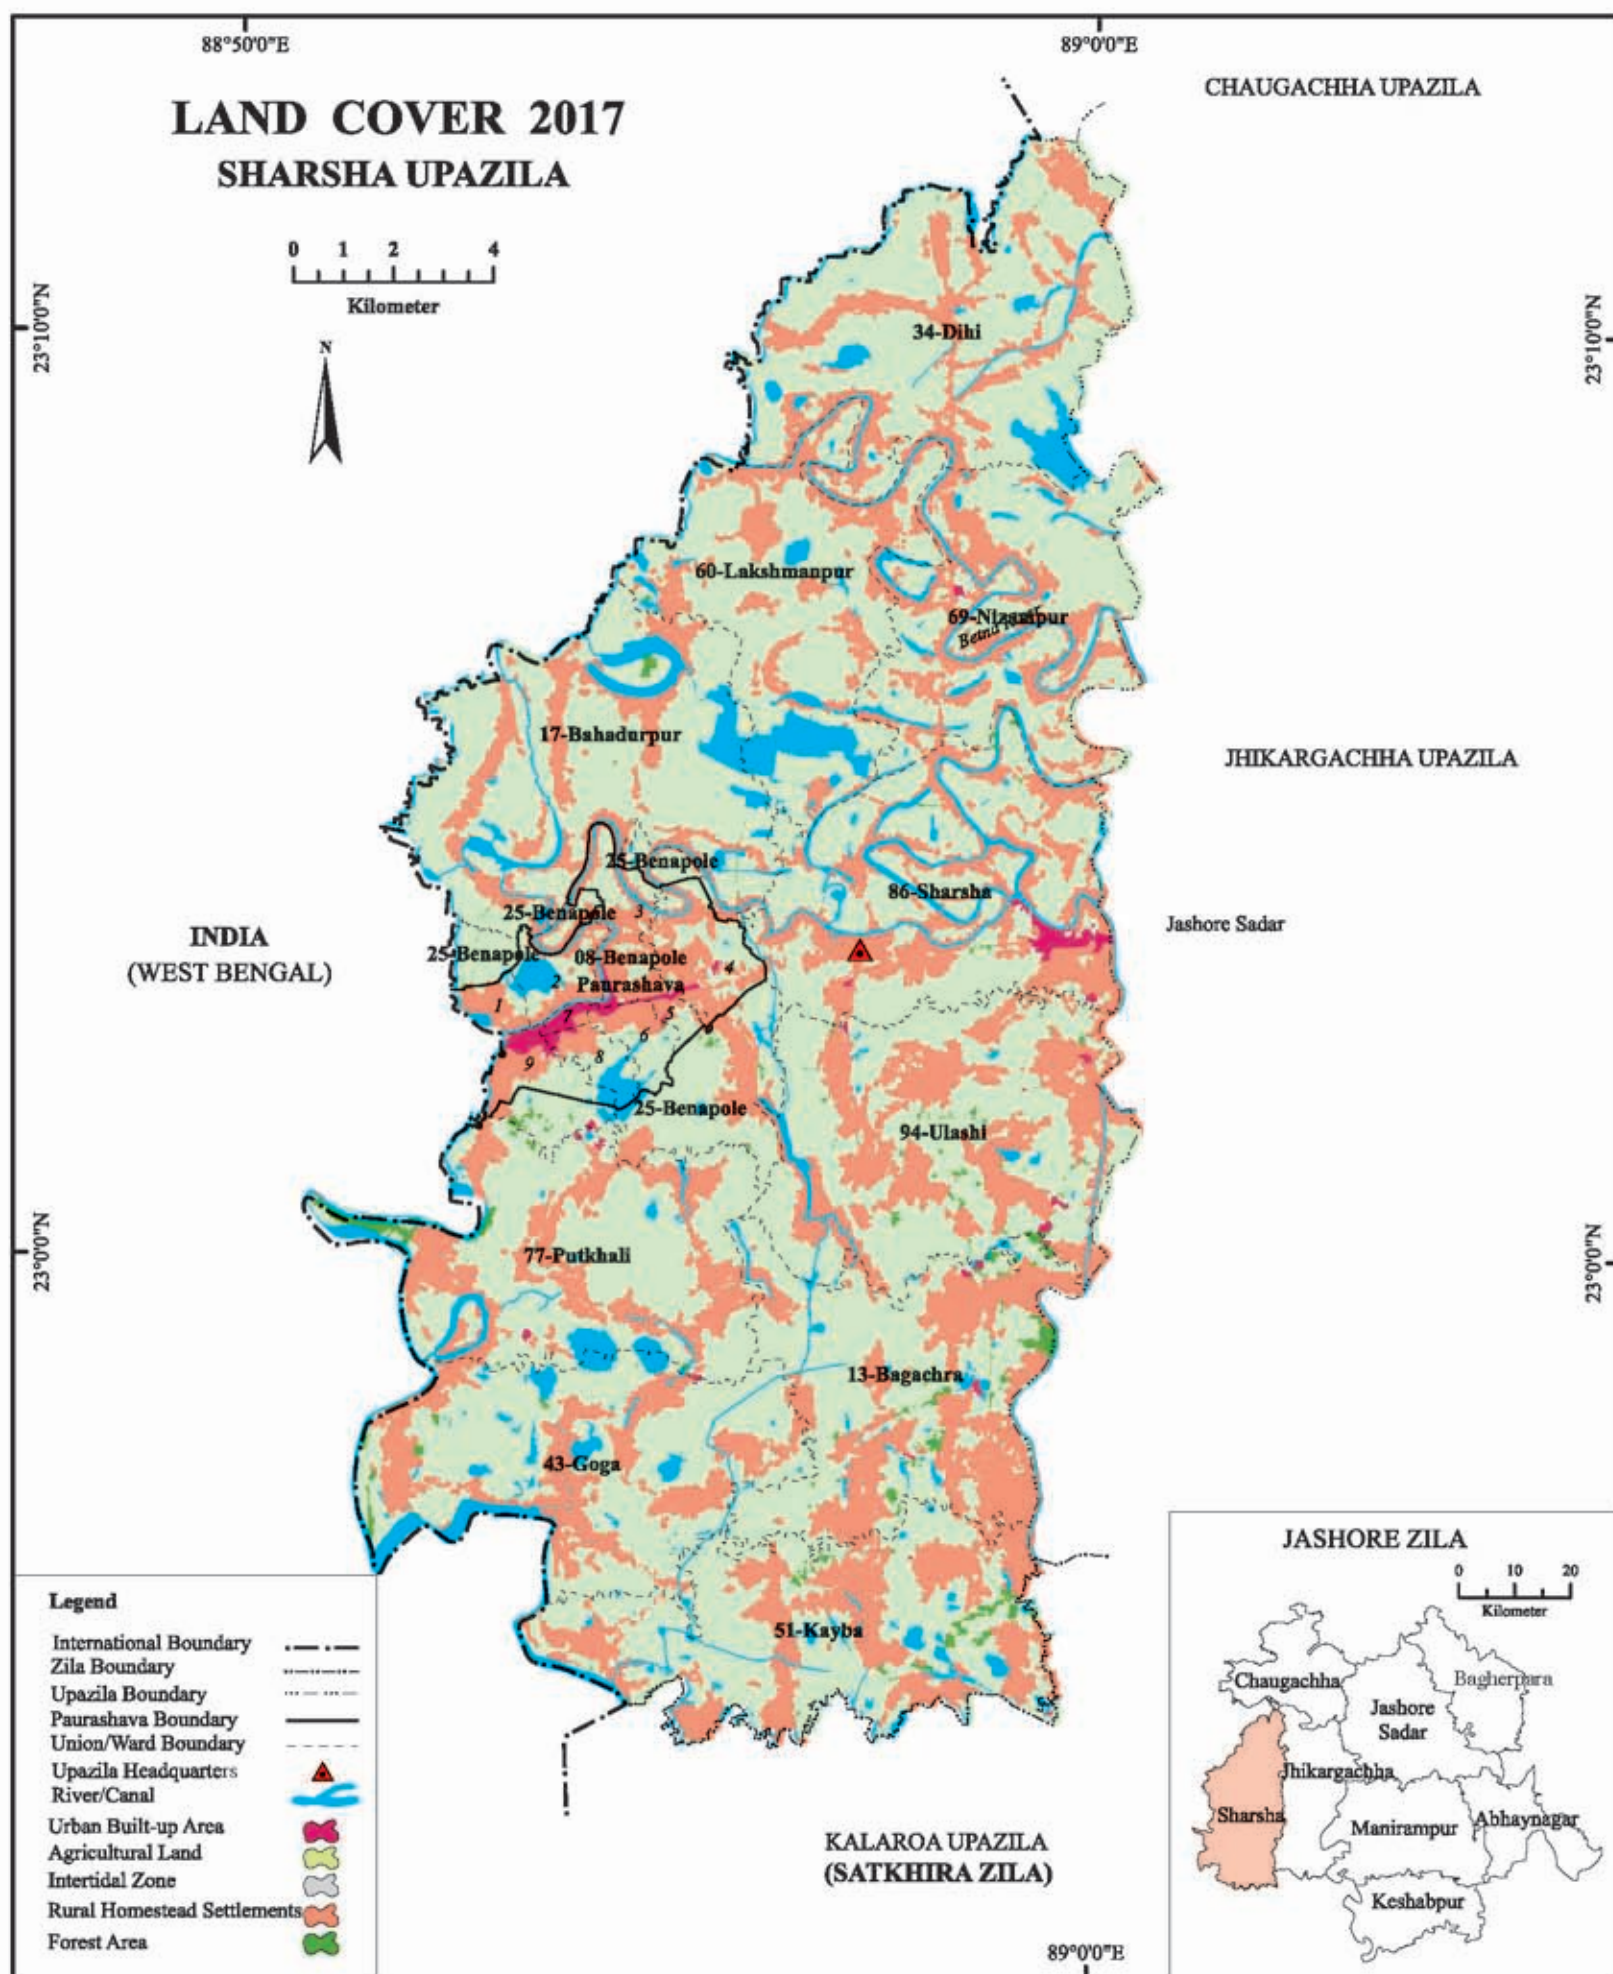 88°50'0"E
89°0'0"E
CHAUGACHHA UPAZILA
LAND COVER 2017
SHARSHA UPAZILA
0 1 2 4
Kilometer
N
23°10'0"N
23°10'0"N
34-Dihi
60-Lakshmanpur
69-Nizampur
Betna River
17-Bahadurpur
JHIKARGACHHA UPAZILA
25-Benapole
86-Sharsha
25-Benapole
3
Jashore Sadar
INDIA
(WEST BENGAL)
25-Benapole
08-Benapole
Paurashava
4
2
1
7
5
6
8
9
25-Benapole
94-Ulashi
23°0'0"N
23°0'0"N
77-Putkhali
13-Bagachra
43-Goga
51-Kayba
KALAROA UPAZILA
(SATKHIRA ZILA)
89°0'0"E
Legend
International Boundary
Zila Boundary
Upazila Boundary
Paurashava Boundary
Union/Ward Boundary
Upazila Headquarters
River/Canal
Urban Built-up Area
Agricultural Land
Intertidal Zone
Rural Homestead Settlements
Forest Area
JASHORE ZILA
0 10 20
Kilometer
Chaugachha
Bagherpara
Jashore
Sadar
Jhikargachha
Sharsha
Manirampur
Abhaynagar
Keshabpur